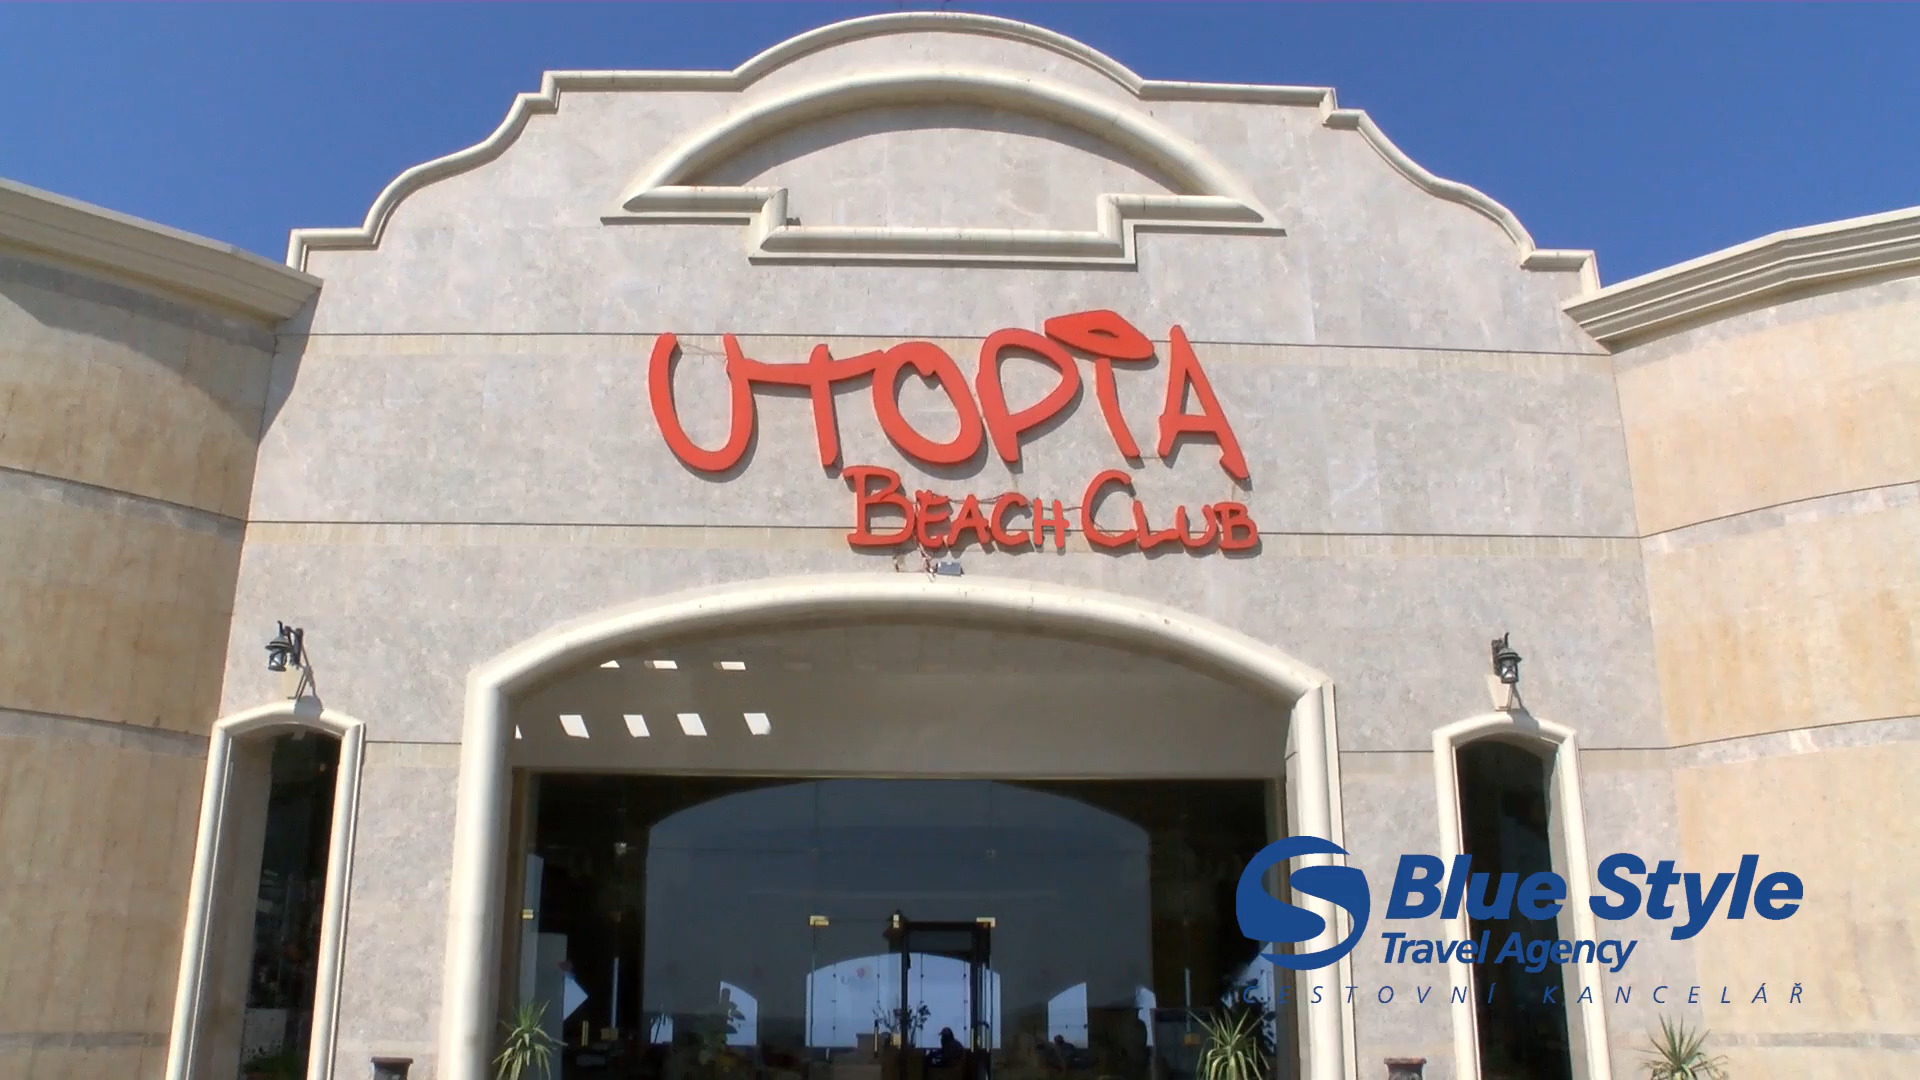 UTOPIA
BEACH CLUB
Blue Style
Travel Agency
CESTOVNÍ KANCELÁŘ